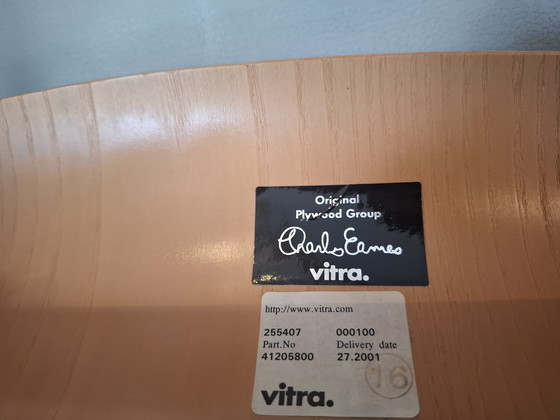 Original
Plywood Group
Charles Eames
vitra.
http://www.vitra.com
255407 000100
Part.No Delivery date
41205800 27.2001
16
vitra.